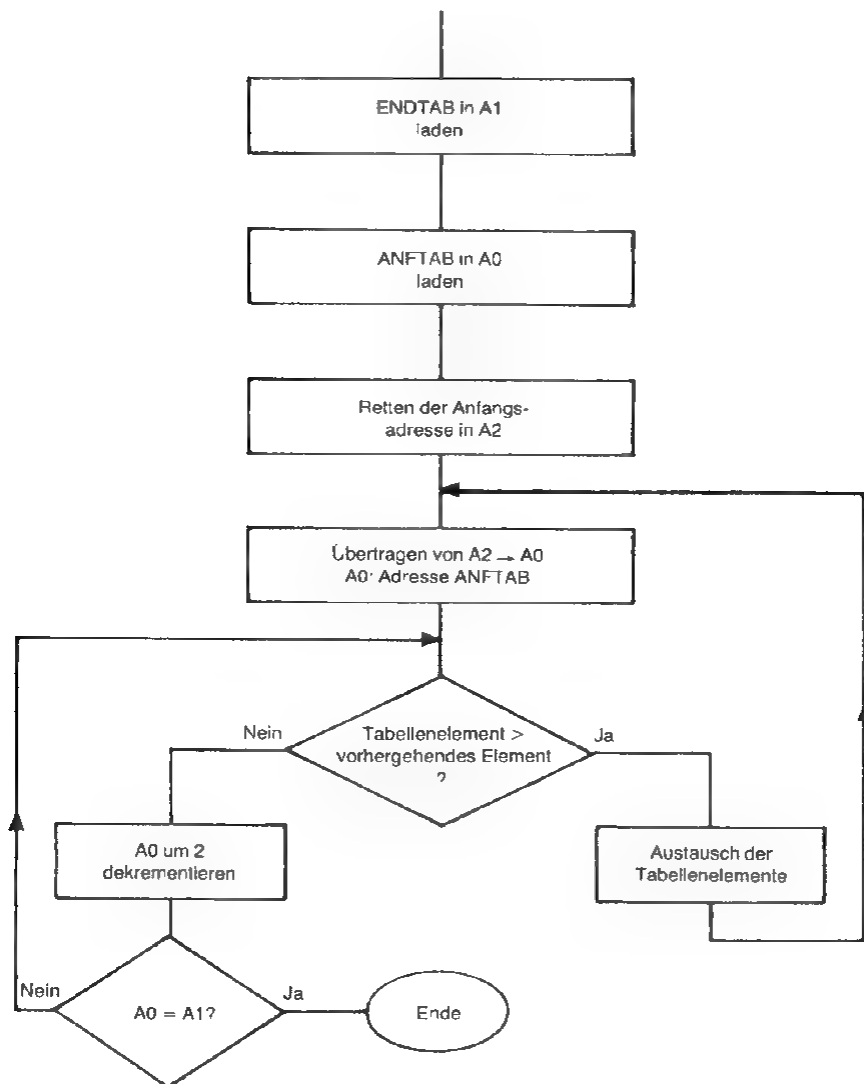 ENDTAB in A1
laden
ANFTAB in A0
laden
Retten der Anfangs-
adresse in A2
Übertragen von A2 → A0
A0: Adresse ANFTAB
Nein
Tabellenelement >
vorhergehendes Element
?
Ja
A0 um 2
dekrementieren
Austausch der
Tabellenelemente
Nein
A0 = A1?
Ja
Ende